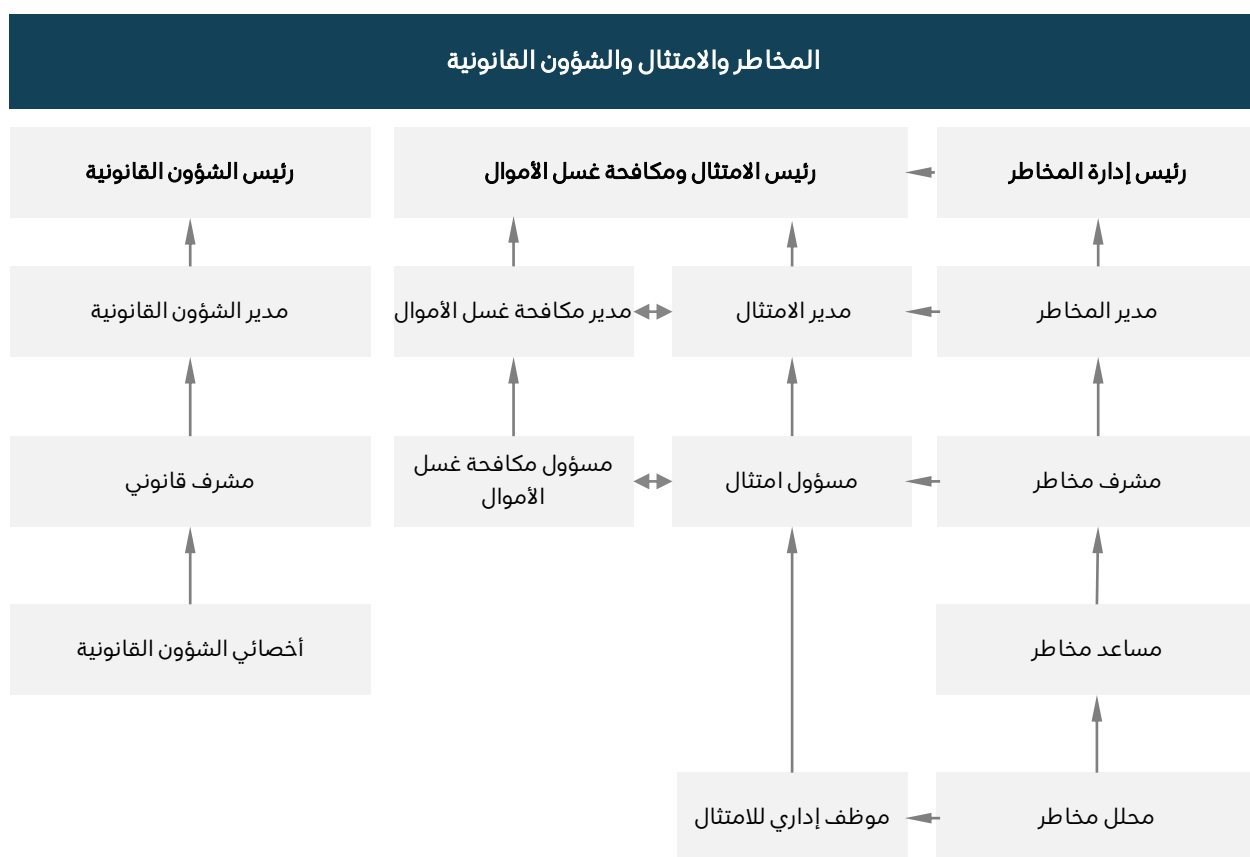 المخاطر والامتثال والشؤون القانونية
رئيس إدارة المخاطر
رئيس الامتثال ومكافحة غسل الأموال
رئيس الشؤون القانونية
مدير المخاطر
مدير الامتثال
مدير مكافحة غسل الأموال
مدير الشؤون القانونية
مشرف مخاطر
مسؤول امتثال
مسؤول مكافحة غسل
الأموال
مشرف قانوني
مساعد مخاطر
أخصائي الشؤون القانونية
محلل مخاطر
موظف إداري للامتثال